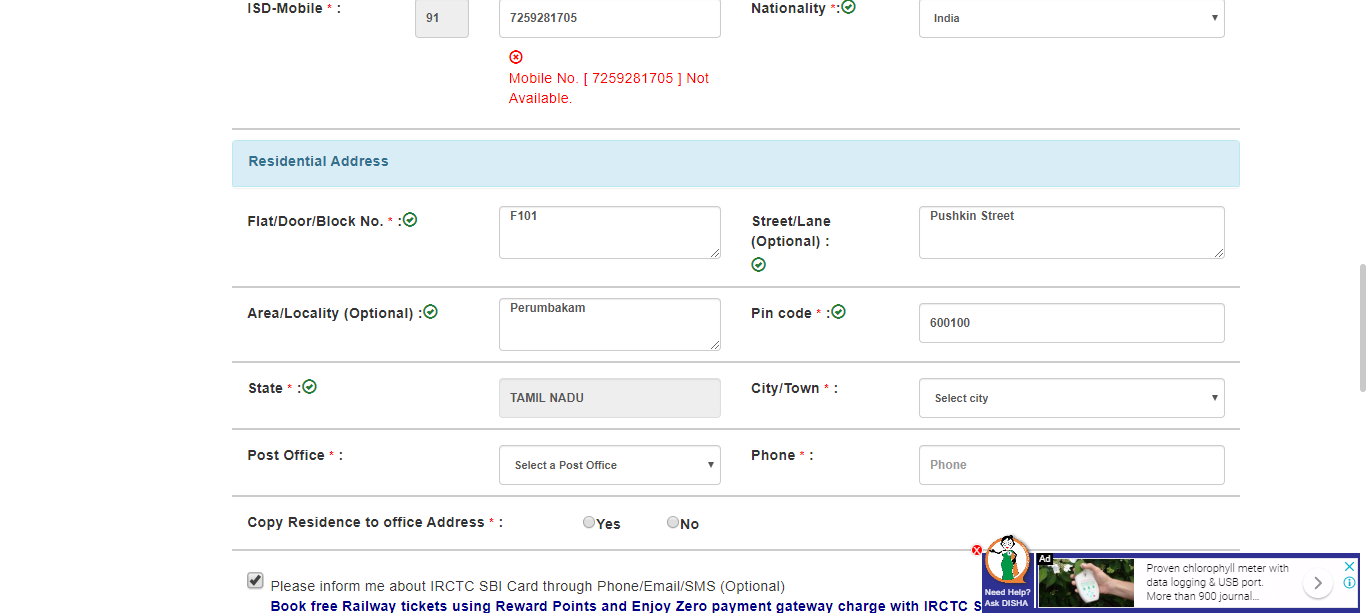 ISD-Mobile * :
91
7259281705
Nationality *:
India
Mobile No. [ 7259281705 ] Not
Available.
Residential Address
Flat/Door/Block No. * :
F101
Street/Lane
(Optional) :
Pushkin Street
Area/Locality (Optional) :
Perumbakam
Pin code * :
600100
State * :
TAMIL NADU
City/Town * :
Select city
Post Office * :
Select a Post Office
Phone * :
Phone
Copy Residence to office Address * :
Yes
No
Please inform me about IRCTC SBI Card through Phone/Email/SMS (Optional)
Book free Railway tickets using Reward Points and Enjoy Zero payment gateway charge with IRCTC S
Need Help?
Ask DISHA
Ad
Proven chlorophyll meter with
data logging & USB port.
More than 900 journal...